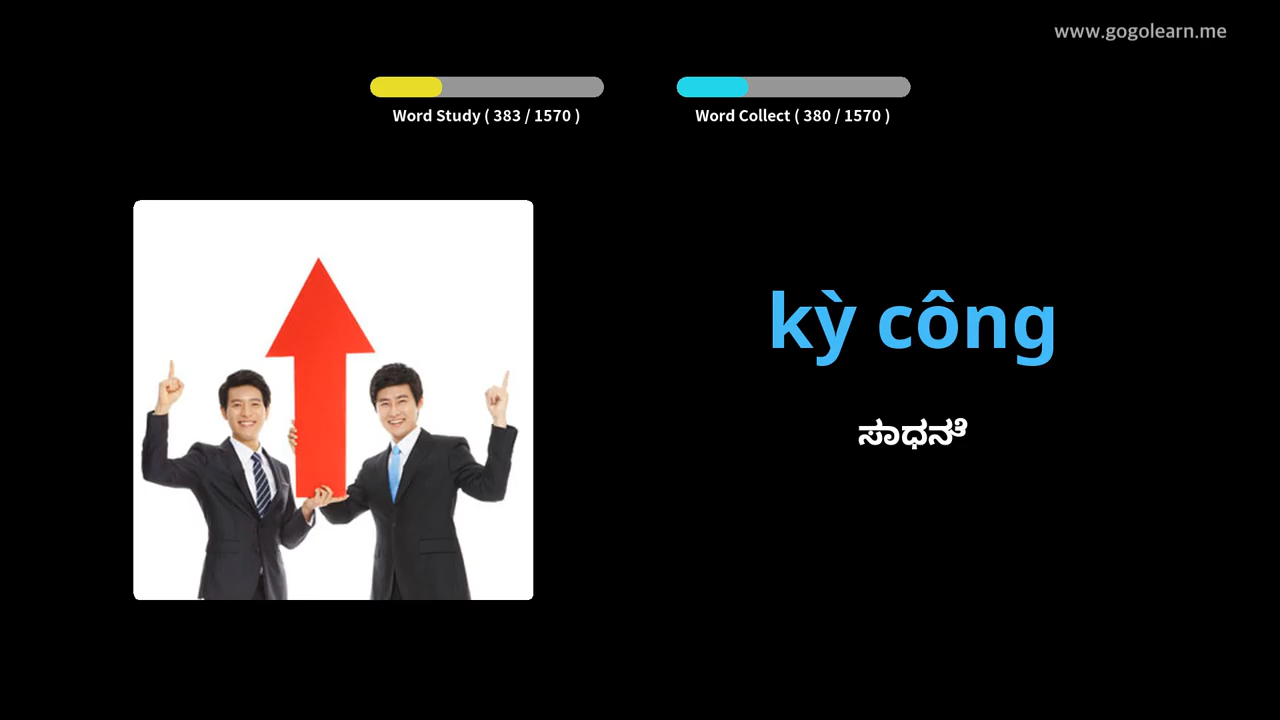 www.gogolearn.me
Word Study ( 383 / 1570 )
Word Collect ( 380 / 1570 )
kỳ công
ಸಾಧನೆ